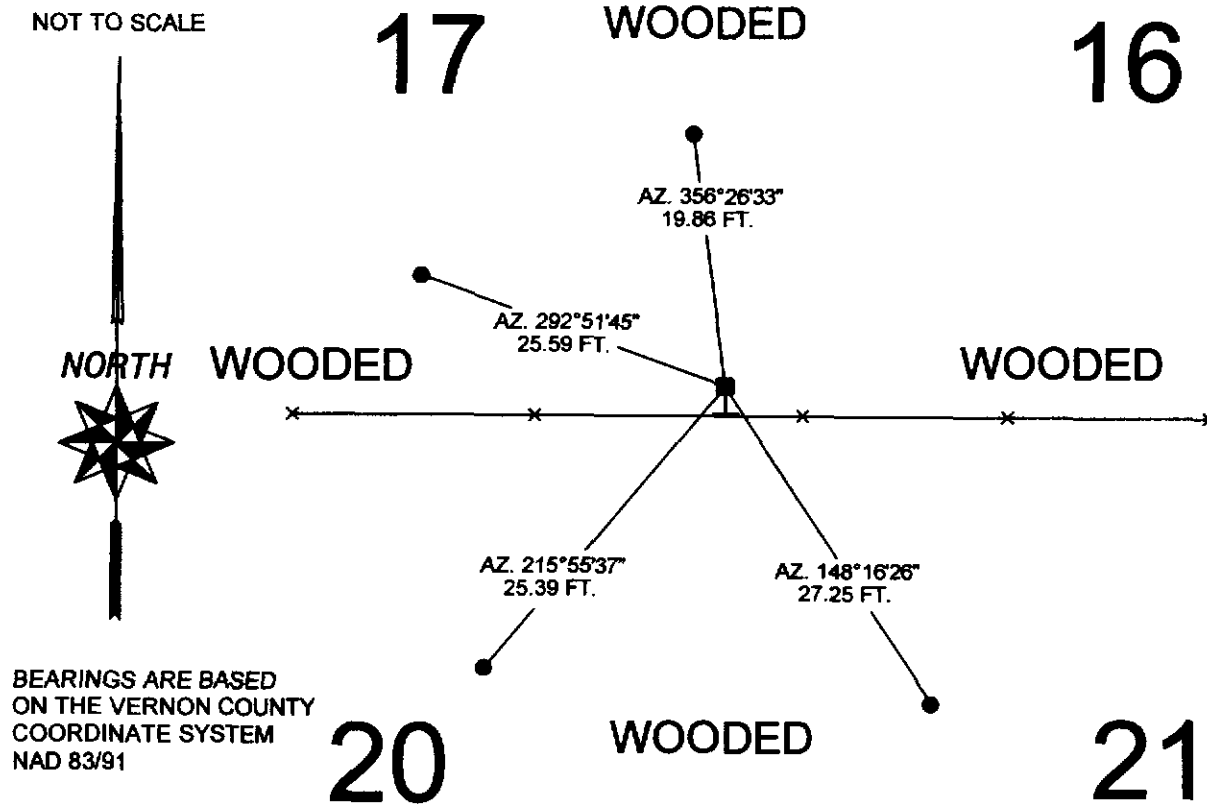 NOT TO SCALE
17
WOODED
16
AZ. 356°26'33"
19.86 FT.
AZ. 292°51'45"
25.59 FT.
NORTH
WOODED
WOODED
AZ. 215°55'37"
25.39 FT.
AZ. 148°16'26"
27.25 FT.
BEARINGS ARE BASED
ON THE VERNON COUNTY
COORDINATE SYSTEM
NAD 83/91
20
WOODED
21